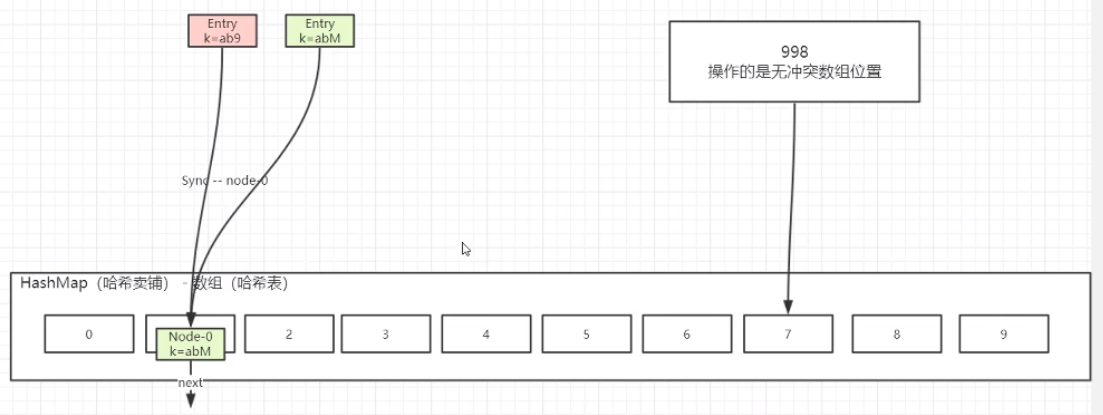 Entry
k=ab9
Entry
k=abM
998
操作的是无冲突数组位置
Sync -- node-0
HashMap（哈希卖铺） - 数组（哈希表）
0
Node-0
k=abM
2
3
4
5
6
7
8
9
next